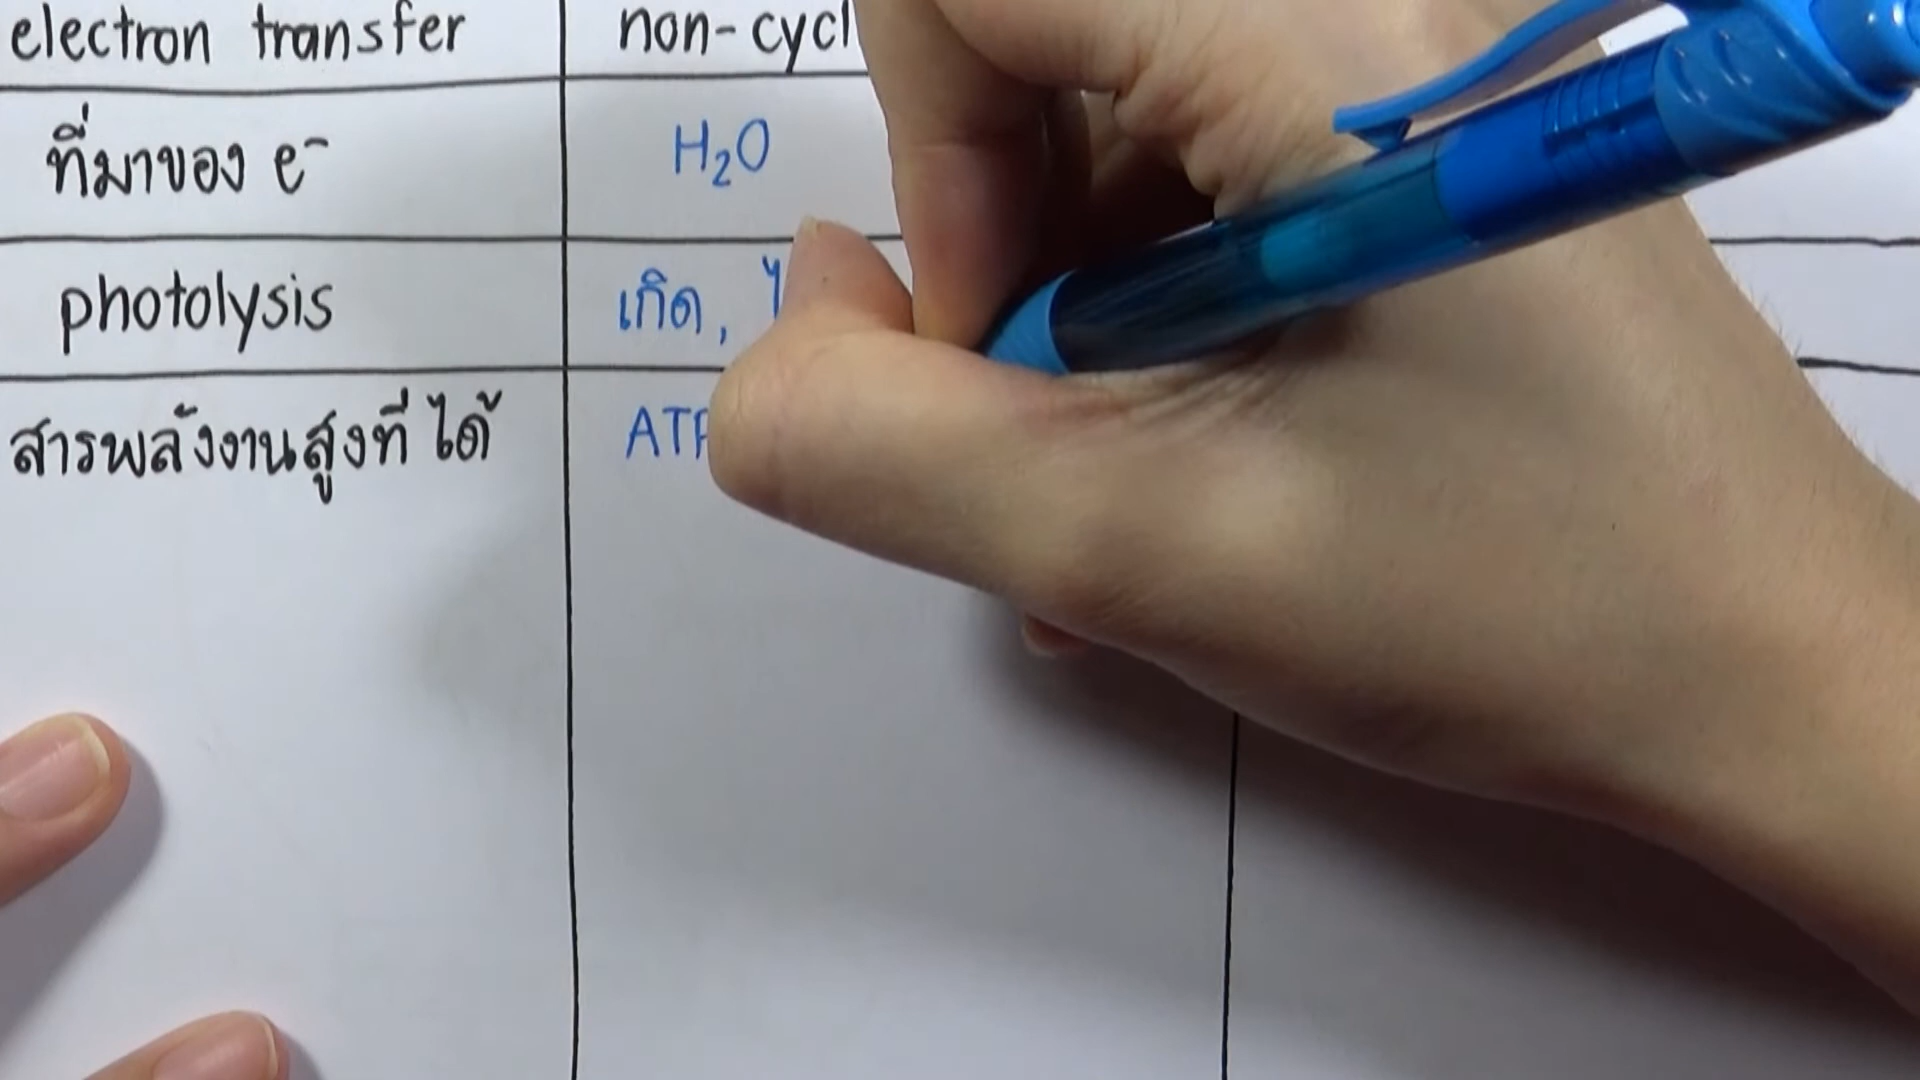 electron transfer non-cycl
ที่มาของ e⁻ H₂O
photolysis เกิด,
สารพลังงานสูงที่ได้ ATP